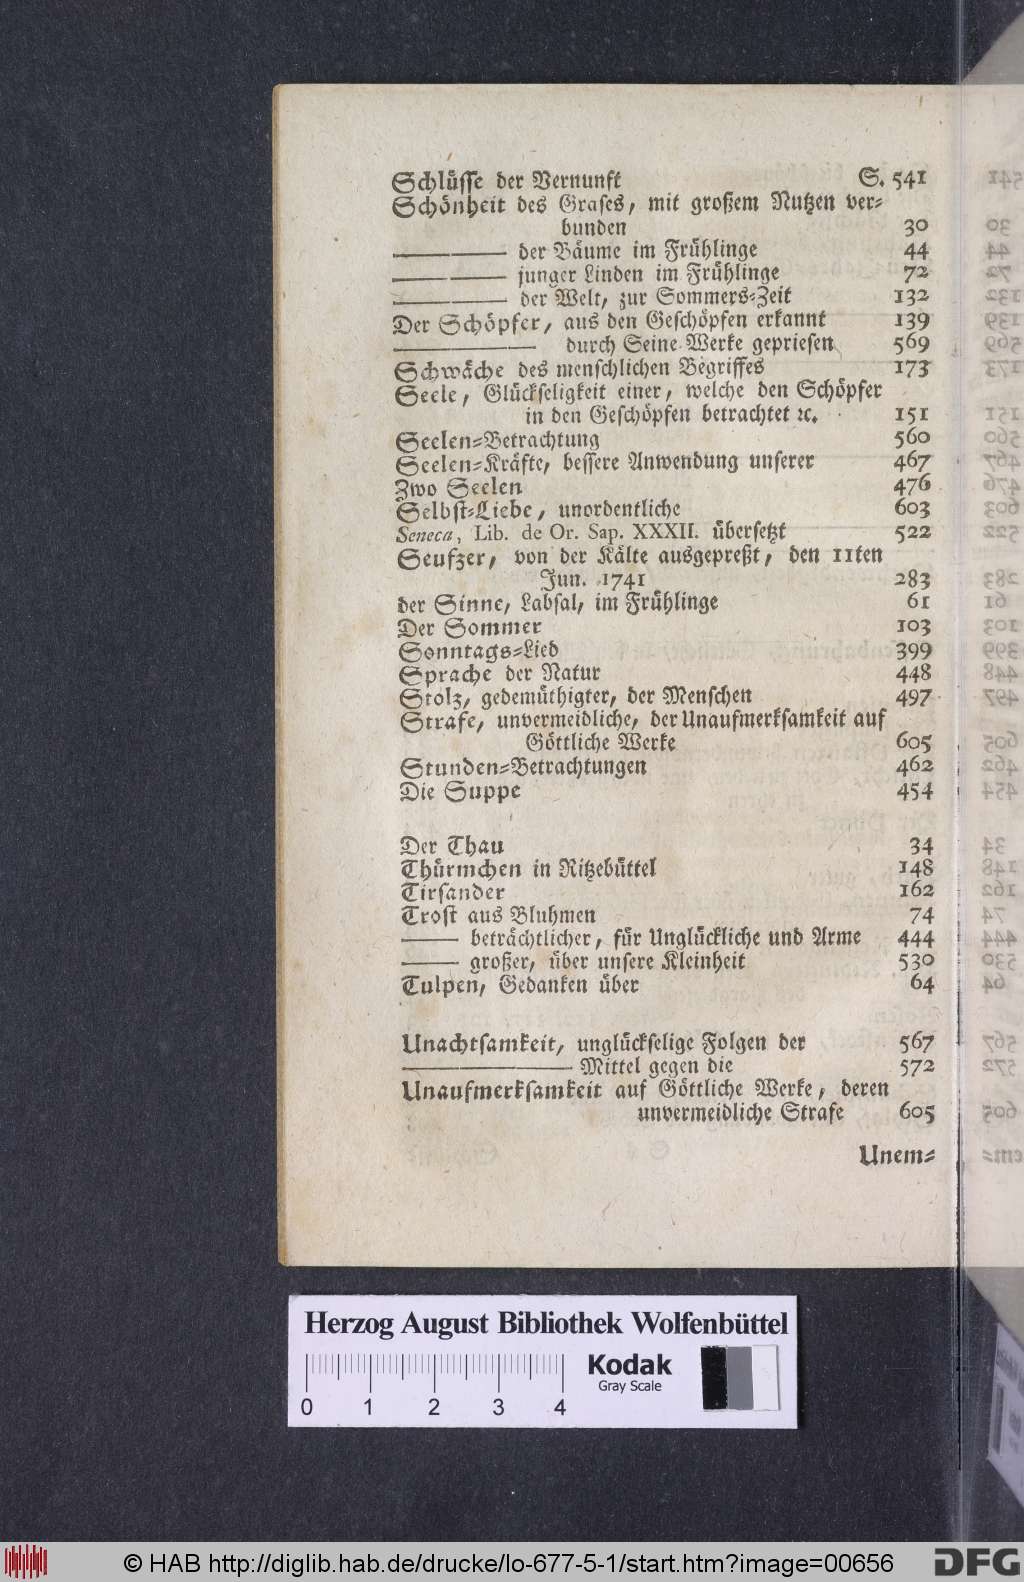 Schlüsse der Vernunft S. 541
Schönheit des Grases, mit großem Nutzen ver-
bunden 30
—— —— der Bäume im Frühlinge 44
—— —— junger Linden im Frühlinge 72
—— —— der Welt, zur Sommers-Zeit 132
Der Schöpfer, aus den Geschöpfen erkannt 139
—— —— durch Seine Werke gepriesen 569
Schwäche des menschlichen Begriffes 173
Seele, Glückseligkeit einer, welche den Schöpfer
in den Geschöpfen betrachtet ꝛc. 151
Seelen-Betrachtung 560
Seelen-Kräfte, bessere Anwendung unserer 467
Zwo Seelen 476
Selbst-Liebe, unordentliche 603
Seneca, Lib. de Or. Sap. XXXII. übersetzt 522
Seufzer, von der Kälte ausgepreßt, den 11ten
Jun. 1741 283
der Sinne, Labsal, im Frühlinge 61
Der Sommer 103
Sonntags-Lied 399
Sprache der Natur 448
Stolz, gedemüthigter, der Menschen 497
Strafe, unvermeidliche, der Unaufmerksamkeit auf
Göttliche Werke 605
Stunden-Betrachtungen 462
Die Suppe 454
Der Thau 34
Thürmchen in Ritzebüttel 148
Tirsander 162
Trost aus Bluhmen 74
—— beträchtlicher, für Unglückliche und Arme 444
—— großer, über unsere Kleinheit 530
Tulpen, Gedanken über 64
Unachtsamkeit, unglückselige Folgen der 567
—— —— Mittel gegen die 572
Unaufmerksamkeit auf Göttliche Werke, deren
unvermeidliche Strafe 605
Unem-
Herzog August Bibliothek Wolfenbüttel
Kodak
Gray Scale
0 1 2 3 4
© HAB http://diglib.hab.de/drucke/lo-677-5-1/start.htm?image=00656
DFG